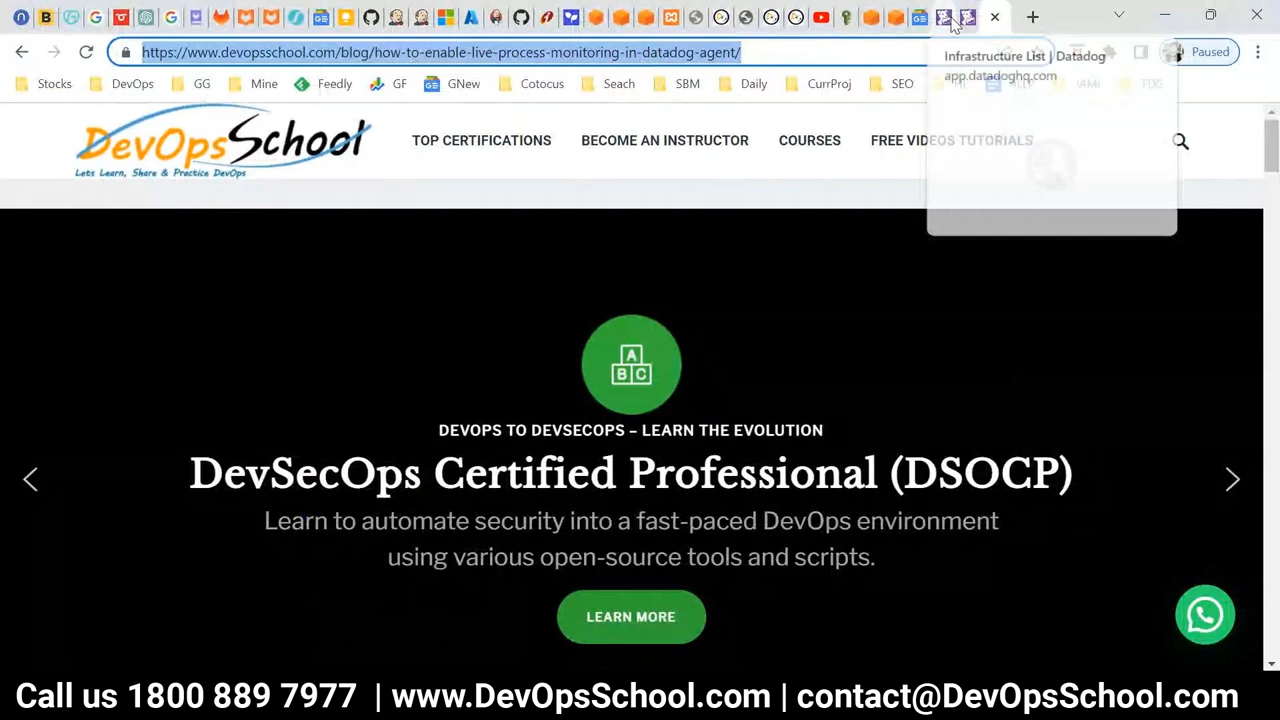 https://www.devopsschool.com/blog/how-to-enable-live-process-monitoring-in-datadog-agent/
Paused
Infrastructure List | Datadog
app.datadoghq.com
Stocks DevOps GG Mine Feedly GF GNew Focus Seach SBM Daily CurrProj SEO
DevOpsSchool
Lets Learn, Share & Practice DevOps
TOP CERTIFICATIONS BECOME AN INSTRUCTOR COURSES FREE VIDEOS TUTORIALS
A
B C
DEVOPS TO DEVSECOPS – LEARN THE EVOLUTION
DevSecOps Certified Professional (DSOCP)
Learn to automate security into a fast-paced DevOps environment
using various open-source tools and scripts.
LEARN MORE
Call us 1800 889 7977 | www.DevOpsSchool.com | contact@DevOpsSchool.com